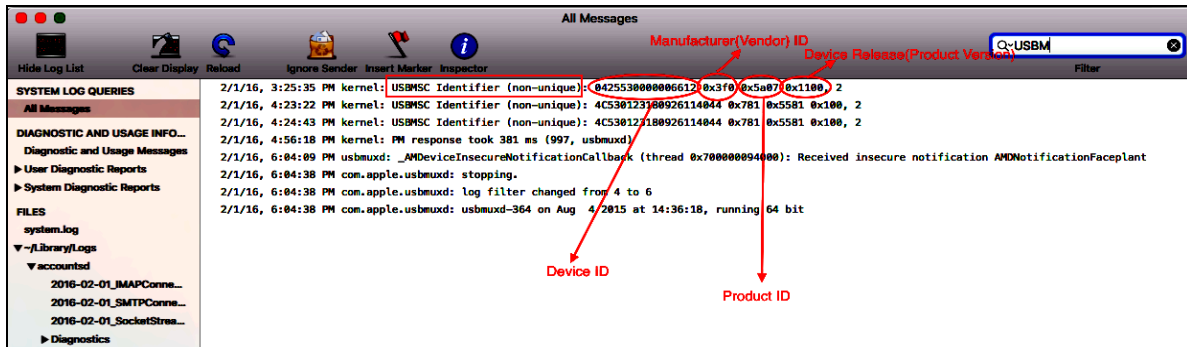 All Messages
Manufacturer(Vendor) ID
Device Release(Product Version)
USBM
Hide Log List Clear Display Reload Ignore Sender Insert Marker Inspector Filter
SYSTEM LOG QUERIES
All Messages
DIAGNOSTIC AND USAGE INFO...
Diagnostic and Usage Messages
User Diagnostic Reports
System Diagnostic Reports
FILES
system.log
~/Library/Logs
accountsd
2016-02-01_IMAPConne...
2016-02-01_SMTPConne...
2016-02-01_SocketStrea...
Diagnostics
2/1/16, 3:25:35 PM kernel: USBMSC Identifier (non-unique): 0425530000006612 0x3f0 0x5a07 0x1100, 2
2/1/16, 4:23:22 PM kernel: USBMSC Identifier (non-unique): 4C530123180926114044 0x781 0x5581 0x100, 2
2/1/16, 4:24:43 PM kernel: USBMSC Identifier (non-unique): 4C530123180926114044 0x781 0x5581 0x100, 2
2/1/16, 4:56:18 PM kernel: PM response took 381 ms (997, usbmuxd)
2/1/16, 6:04:09 PM usbmuxd: _AMDeviceInsecureNotificationCallback (thread 0x700000094000): Received insecure notification AMDNotificationFaceplant
2/1/16, 6:04:38 PM com.apple.usbmuxd: stopping.
2/1/16, 6:04:38 PM com.apple.usbmuxd: log filter changed from 4 to 6
2/1/16, 6:04:38 PM com.apple.usbmuxd: usbmuxd-364 on Aug 4 2015 at 14:36:18, running 64 bit
Device ID
Product ID